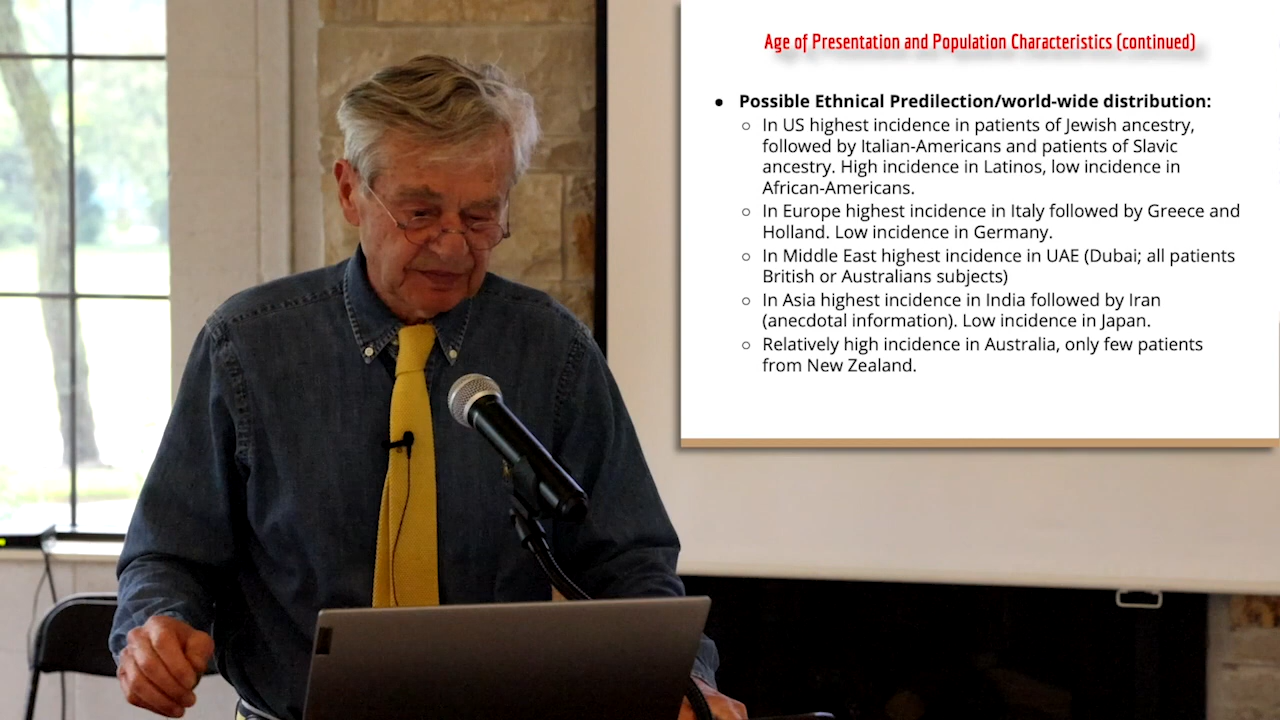 Age of Presentation and Population Characteristics (continued)
● Possible Ethnical Predilection/world-wide distribution:
○ In US highest incidence in patients of Jewish ancestry,
followed by Italian-Americans and patients of Slavic
ancestry. High incidence in Latinos, low incidence in
African-Americans.
○ In Europe highest incidence in Italy followed by Greece and
Holland. Low incidence in Germany.
○ In Middle East highest incidence in UAE (Dubai; all patients
British or Australians subjects)
○ In Asia highest incidence in India followed by Iran
(anecdotal information). Low incidence in Japan.
○ Relatively high incidence in Australia, only few patients
from New Zealand.